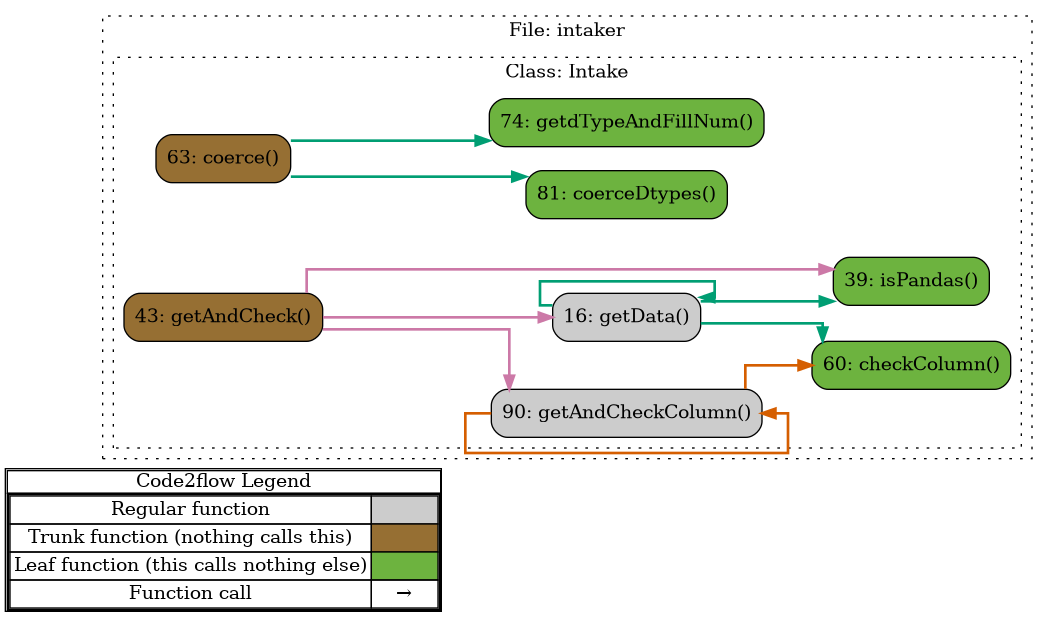 File: intaker
Class: Intake
74: getdTypeAndFillNum()
63: coerce()
81: coerceDtypes()
39: isPandas()
43: getAndCheck()
16: getData()
60: checkColumn()
90: getAndCheckColumn()
Code2flow Legend
Regular function
Trunk function (nothing calls this)
Leaf function (this calls nothing else)
Function call →